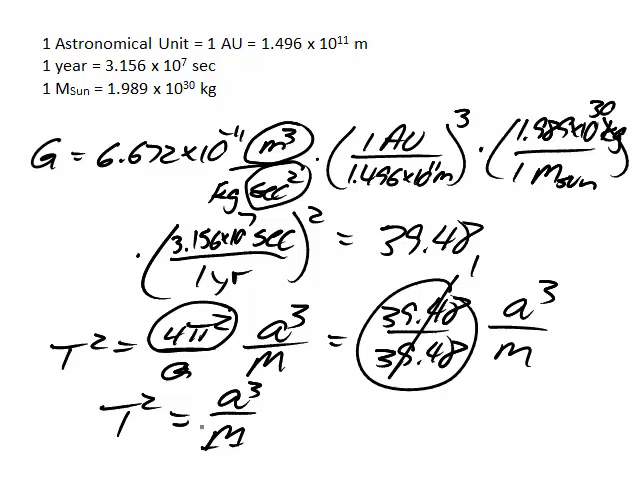 1 Astronomical Unit = 1 AU = 1.496 x 10¹¹ m
1 year = 3.156 x 10⁷ sec
1 MSun = 1.989 x 10³⁰ kg
G = 6.672×10⁻¹¹ m³/(kg sec²) · (1 AU / 1.496×10¹¹ m)³ · (1.989×10³⁰ kg / 1 Msun)
· (3.156×10⁷ sec / 1 yr)² = 39.48
T² = 4π²/G a³/M = 39.48/39.48 1 a³/M
T² = a³/M